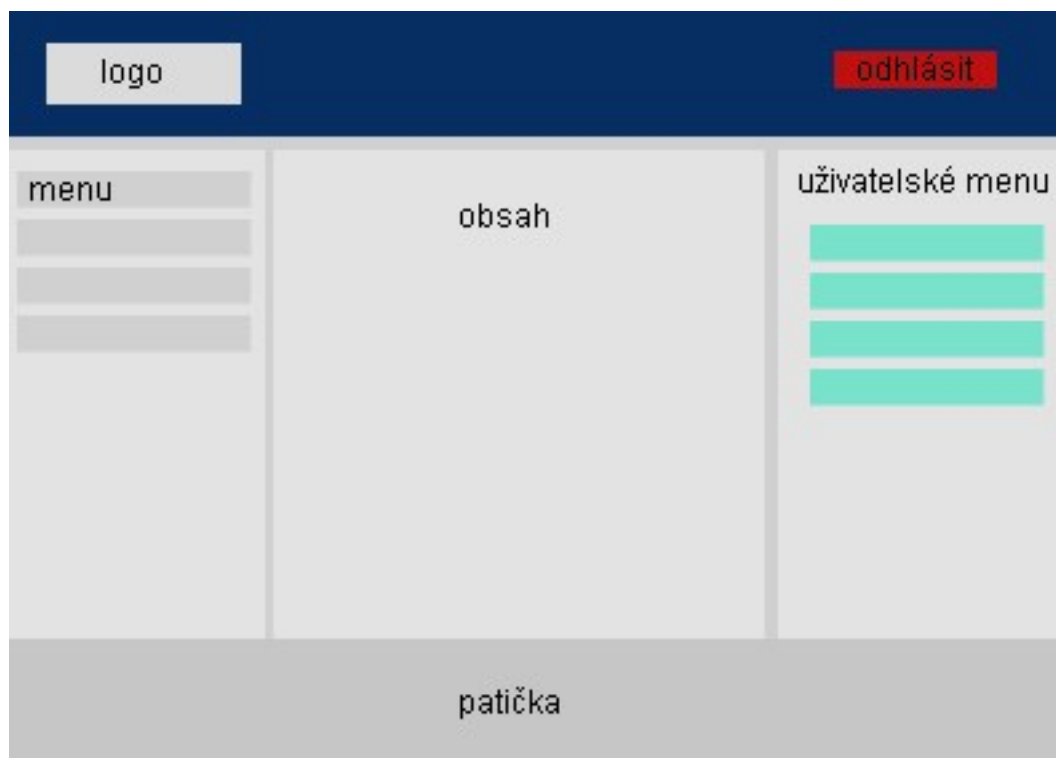 logo
odhlásit
menu
obsah
uživatelské menu
patička